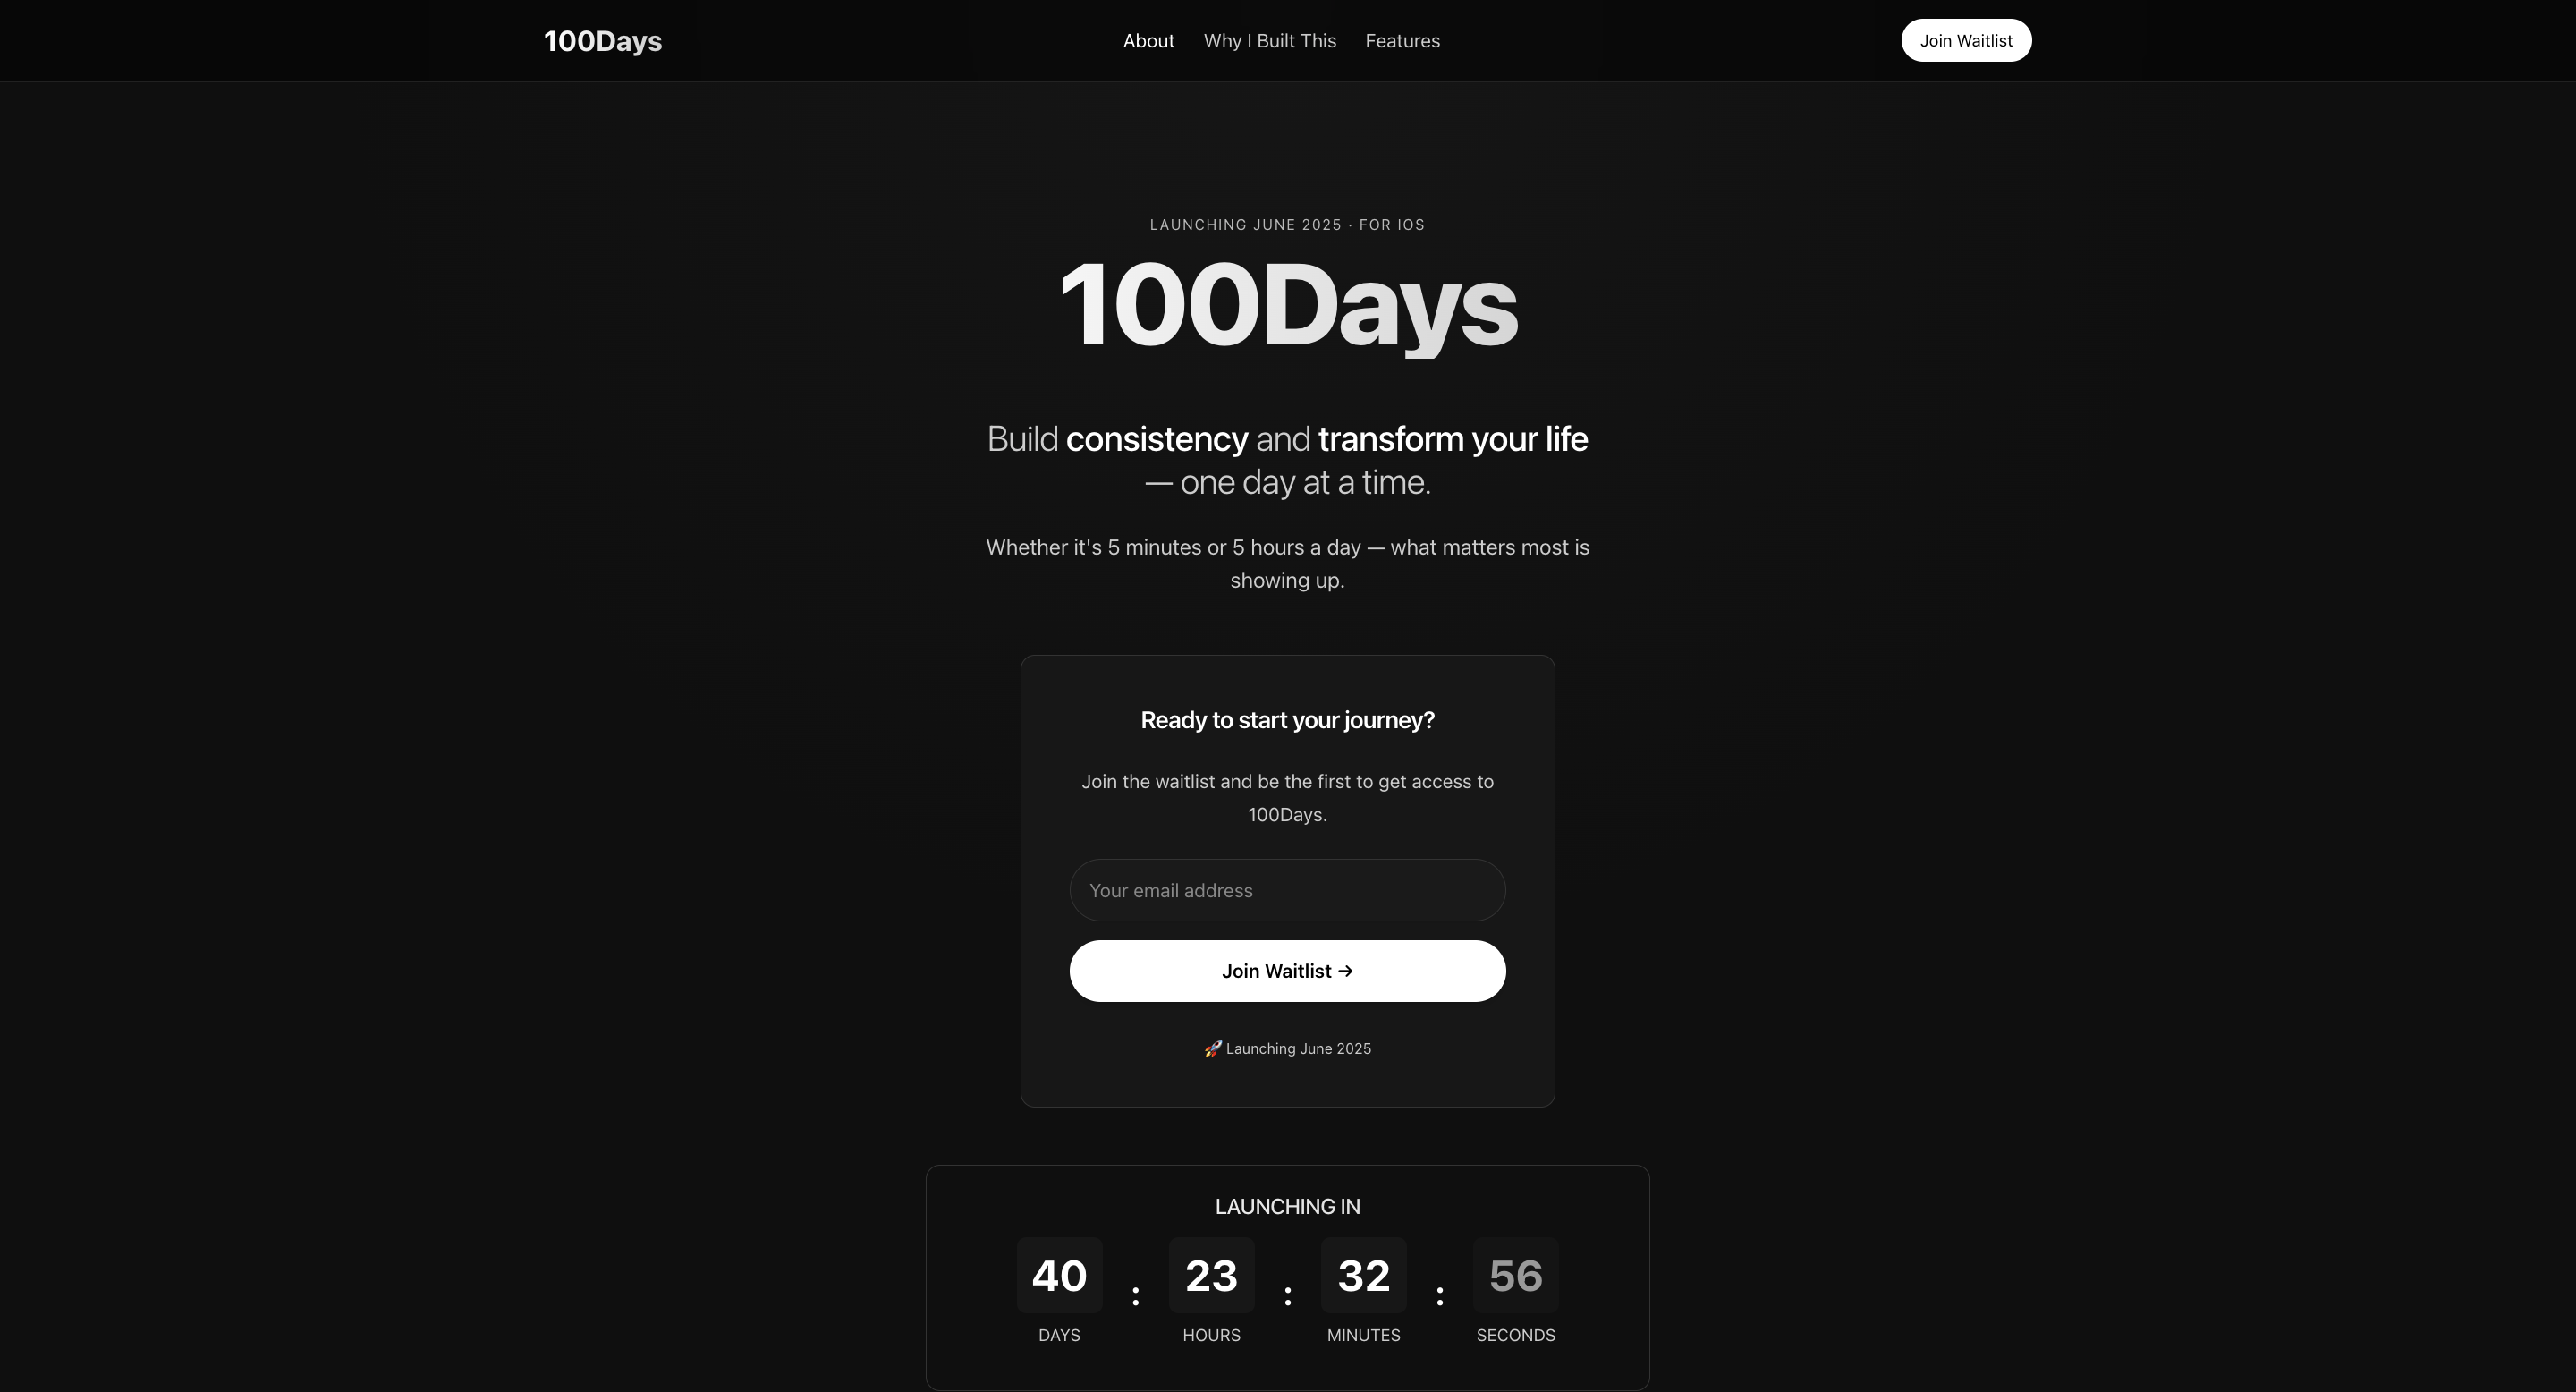 100Days
About
Why I Built This
Features
Join Waitlist
LAUNCHING JUNE 2025 · FOR IOS
100Days
Build consistency and transform your life
— one day at a time.
Whether it's 5 minutes or 5 hours a day — what matters most is
showing up.
Ready to start your journey?
Join the waitlist and be the first to get access to
100Days.
Your email address
Join Waitlist →
🚀 Launching June 2025
LAUNCHING IN
40 : 23 : 32 : 56
DAYS HOURS MINUTES SECONDS